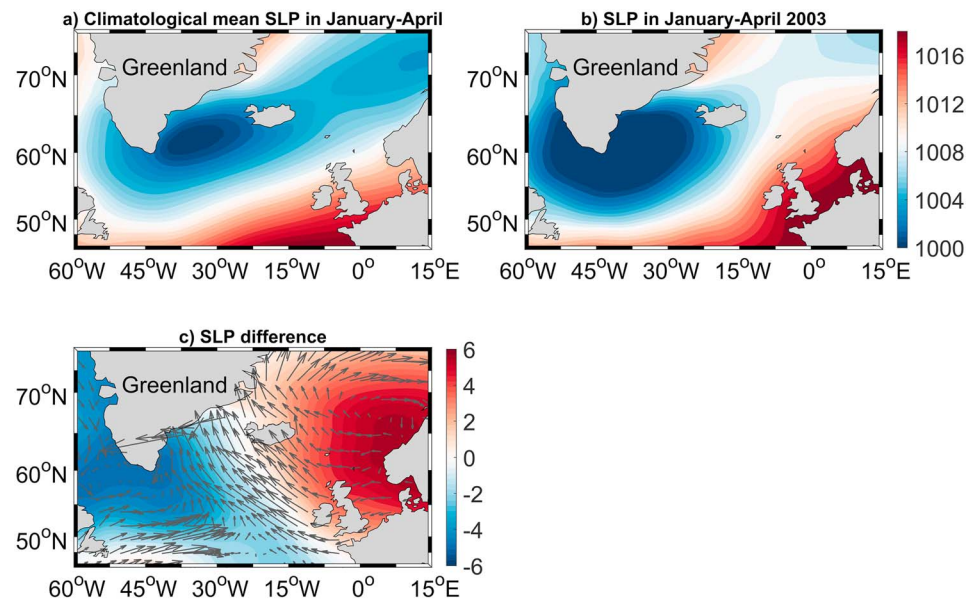 a) Climatological mean SLP in January-April
b) SLP in January-April 2003
Greenland
Greenland
70°N
60°N
50°N
60°W 45°W 30°W 15°W 0° 15°E
70°N
60°N
50°N
60°W 45°W 30°W 15°W 0° 15°E
1016
1012
1008
1004
1000
c) SLP difference
Greenland
70°N
60°N
50°N
60°W 45°W 30°W 15°W 0° 15°E
6
4
2
0
-2
-4
-6